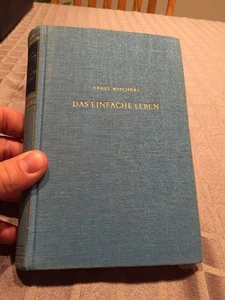 ERNST WIECHERT
DAS EINFACHE LEBEN